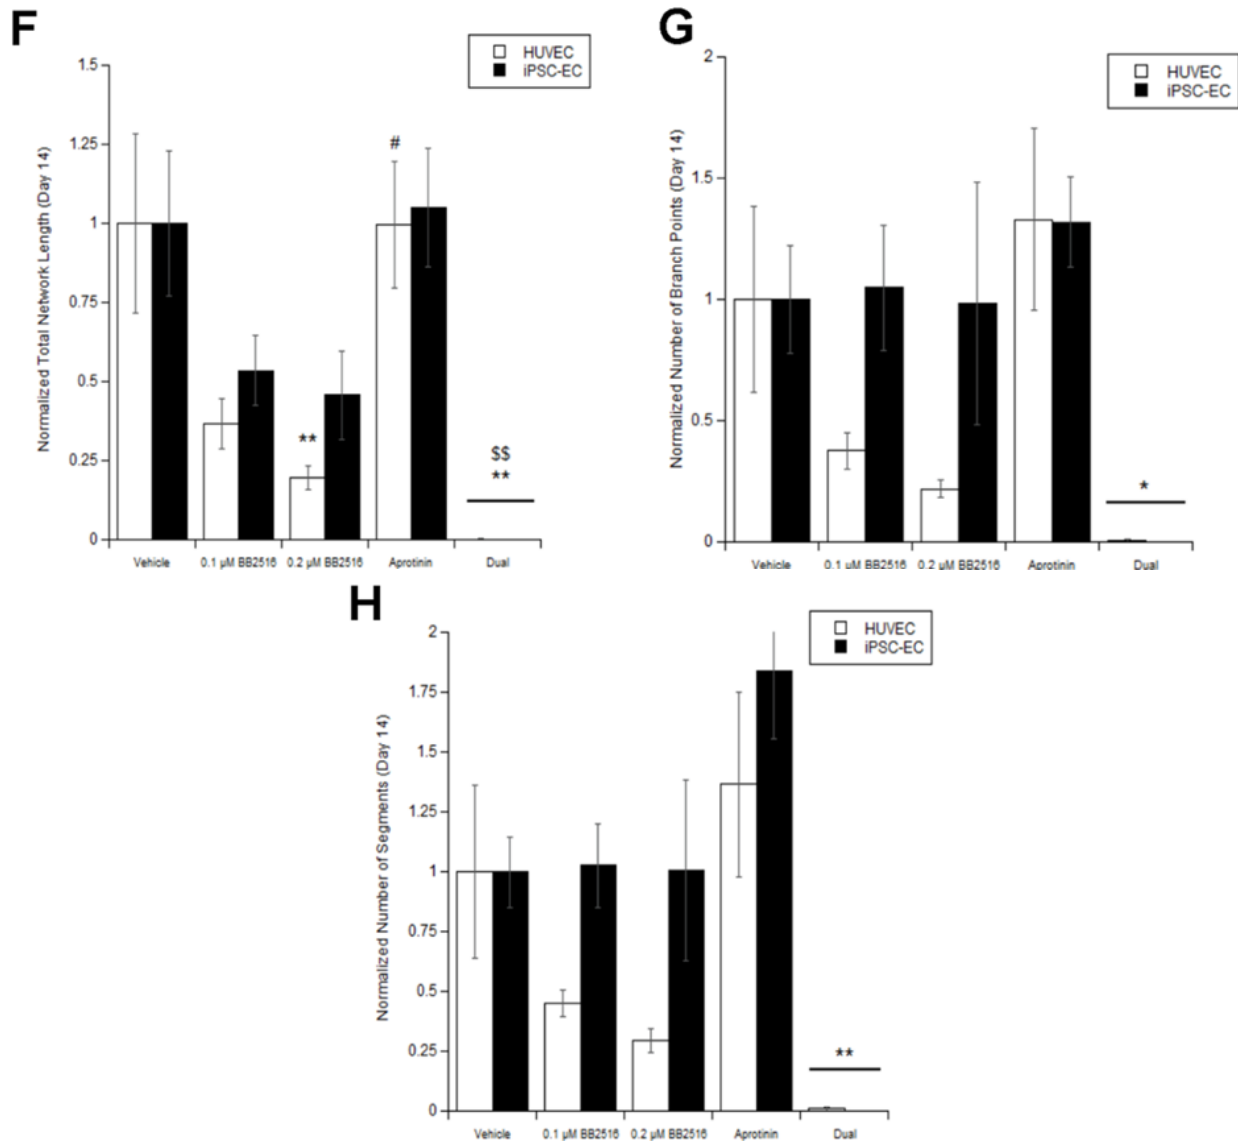 F
HUVEC
iPSC-EC
Normalized Total Network Length (Day 14)
1.5
1.25
1
0.75
0.5
0.25
0
#
**
$$
**
Vehicle 0.1 µM BB2516 0.2 µM BB2516 Aprotinin Dual
G
HUVEC
iPSC-EC
Normalized Number of Branch Points (Day 14)
2
1.5
1
0.5
0
*
Vehicle 0.1 µM BB2516 0.2 µM BB2516 Aprotinin Dual
H
HUVEC
iPSC-EC
Normalized Number of Segments (Day 14)
2
1.75
1.5
1.25
1
0.75
0.5
0.25
0
**
Vehicle 0.1 µM BB2516 0.2 µM BB2516 Aprotinin Dual